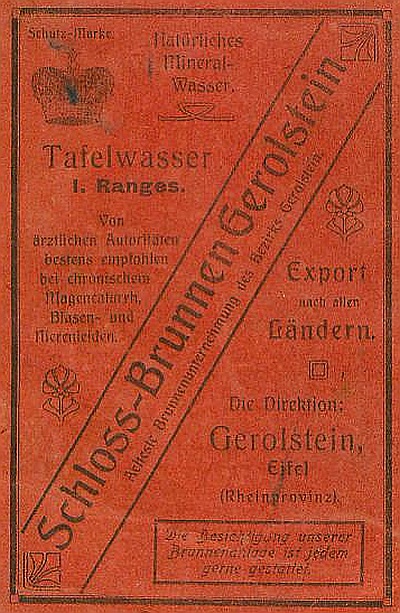 Schutz-Marke.
Natürliches
Mineral-
Wasser.
Tafelwasser
I. Ranges.
Von
ärztlichen Autoritäten
bestens empfohlen
bei chronischem
Magencatarrh,
Blasen- und
Nierenleiden.
Schloss-Brunnen Gerolstein
Aelteste Brunnenunternehmung des Bezirks Gerolstein.
Export
nach allen
Ländern.
Die Direktion:
Gerolstein,
Eifel
(Rheinprovinz).
Die Besichtigung unserer
Brunnenanlage ist jedem
gerne gestattet.